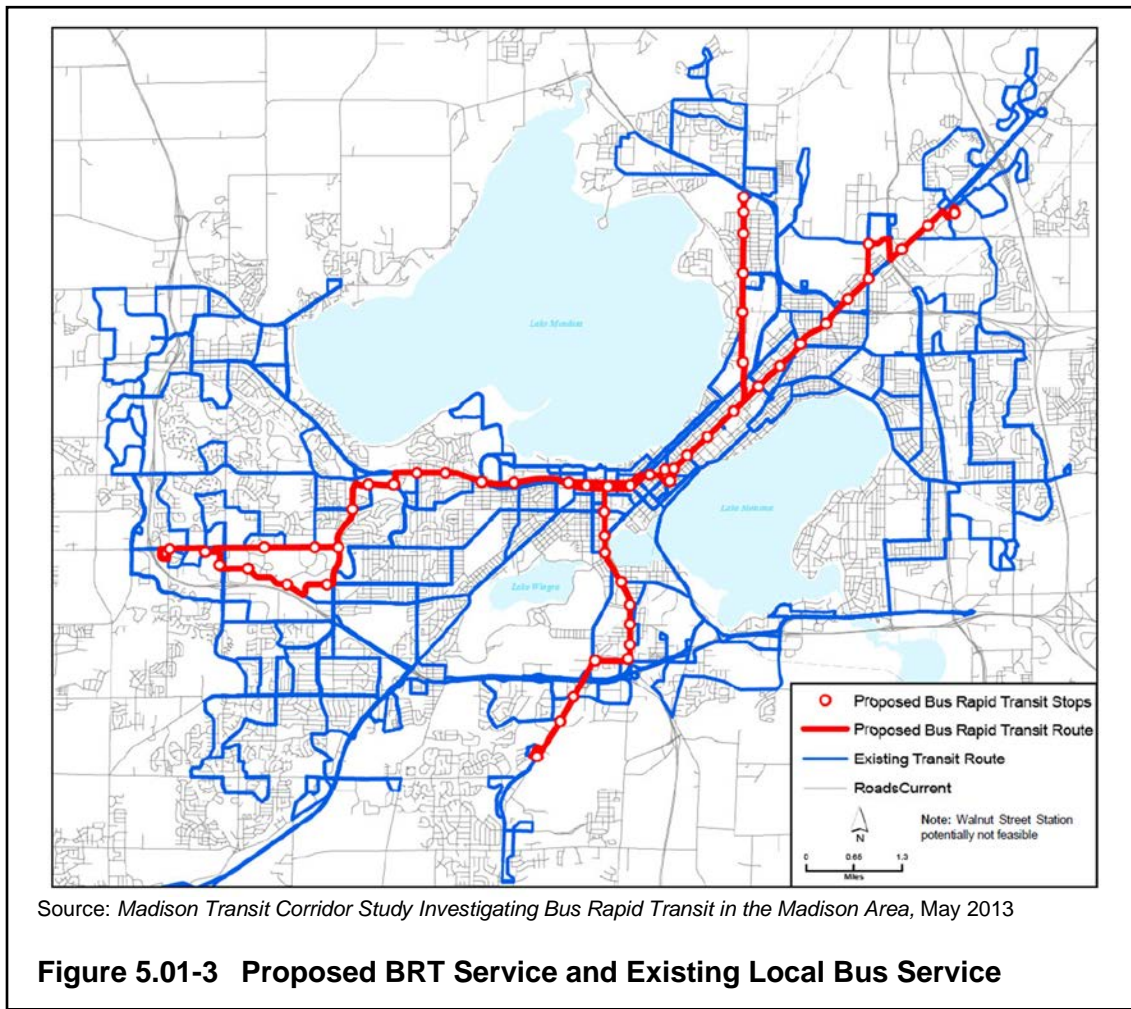 Lake Mendota
Lake Monona
Lake Wingra
Proposed Bus Rapid Transit Stops
Proposed Bus Rapid Transit Route
Existing Transit Route
RoadsCurrent
N
Note: Walnut Street Station
potentially not feasible
0 0.65 1.3
Miles
Source: Madison Transit Corridor Study Investigating Bus Rapid Transit in the Madison Area, May 2013
Figure 5.01-3 Proposed BRT Service and Existing Local Bus Service